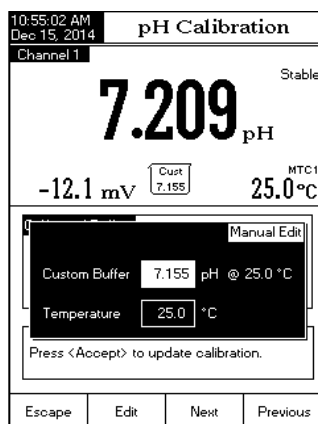 10:55:02 AM
Dec 15, 2014
pH Calibration
Channel 1
Stable
7.209 pH
-12.1 mV
Cust
7.155
MTC1
25.0°C
Manual Edit
Custom Buffer 7.155 pH @ 25.0 °C
Temperature 25.0 °C
Press <Accept> to update calibration.
Escape Edit Next Previous